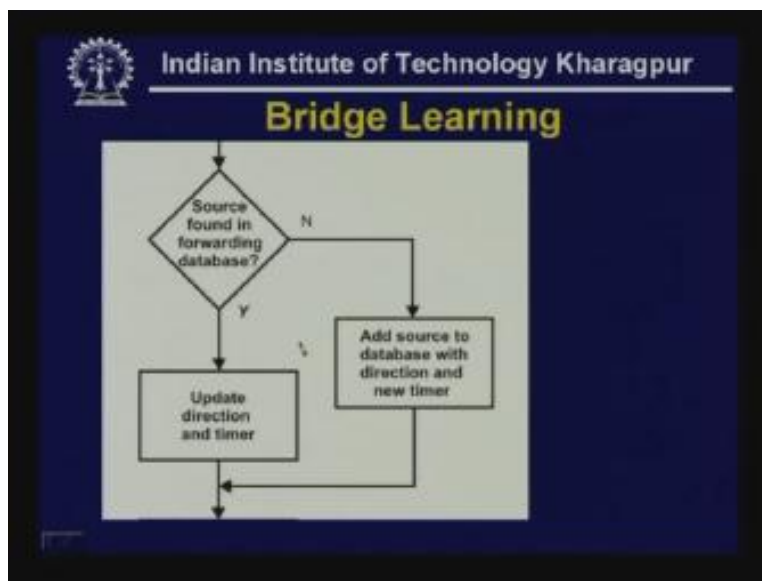 Indian Institute of Technology Kharagpur
Bridge Learning
Source
found in
forwarding
database?
N
Y
Add source to
database with
direction and
new timer
Update
direction
and timer